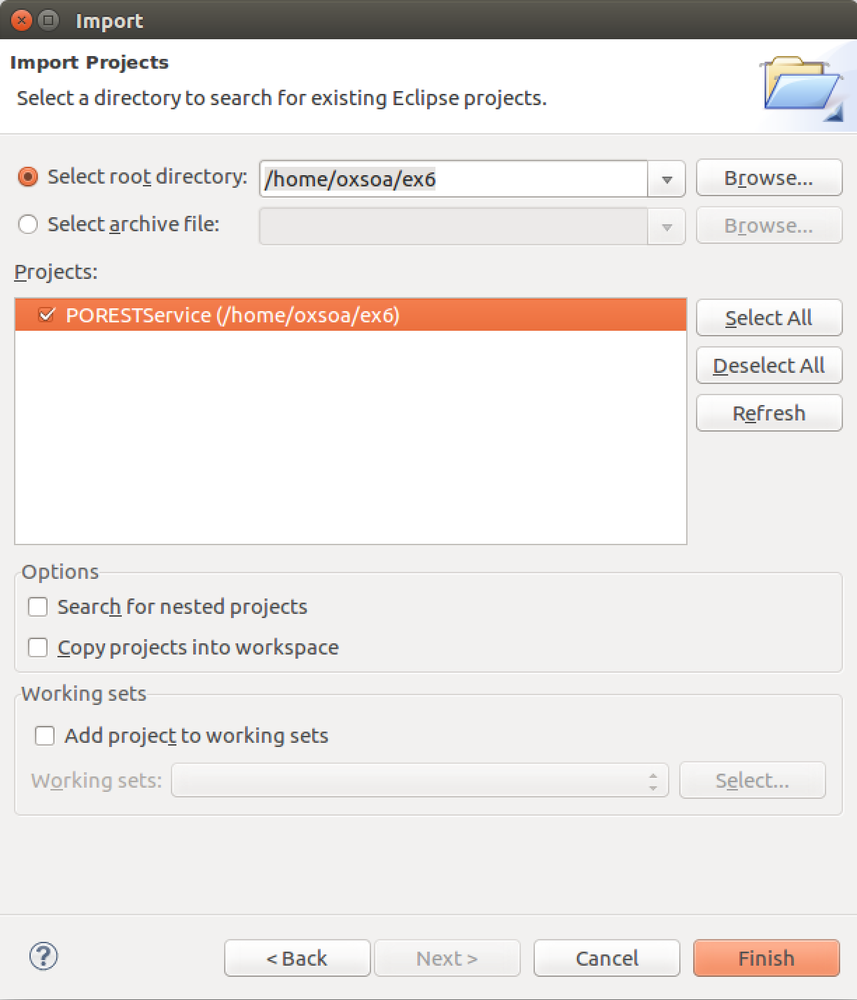 Import
Import Projects
Select a directory to search for existing Eclipse projects.
Select root directory: /home/oxsoa/ex6 Browse...
Select archive file: Browse...
Projects:
PORESTService (/home/oxsoa/ex6)
Select All
Deselect All
Refresh
Options
Search for nested projects
Copy projects into workspace
Working sets
Add project to working sets
Working sets: Select...
? < Back Next > Cancel Finish